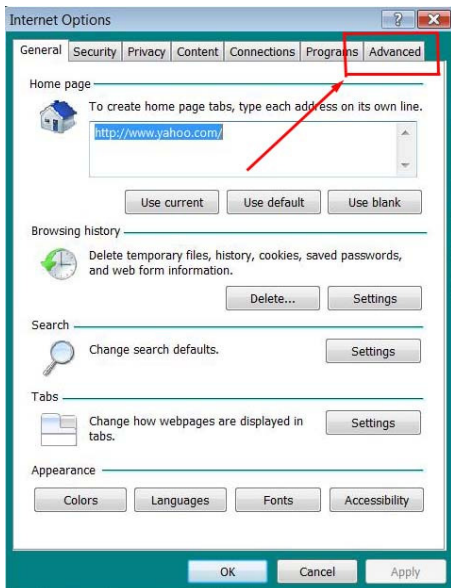 Internet Options
General Security Privacy Content Connections Programs Advanced
Home page
To create home page tabs, type each address on its own line.
http://www.yahoo.com/
Use current Use default Use blank
Browsing history
Delete temporary files, history, cookies, saved passwords,
and web form information.
Delete... Settings
Search
Change search defaults. Settings
Tabs
Change how webpages are displayed in
tabs.
Settings
Appearance
Colors Languages Fonts Accessibility
OK Cancel Apply